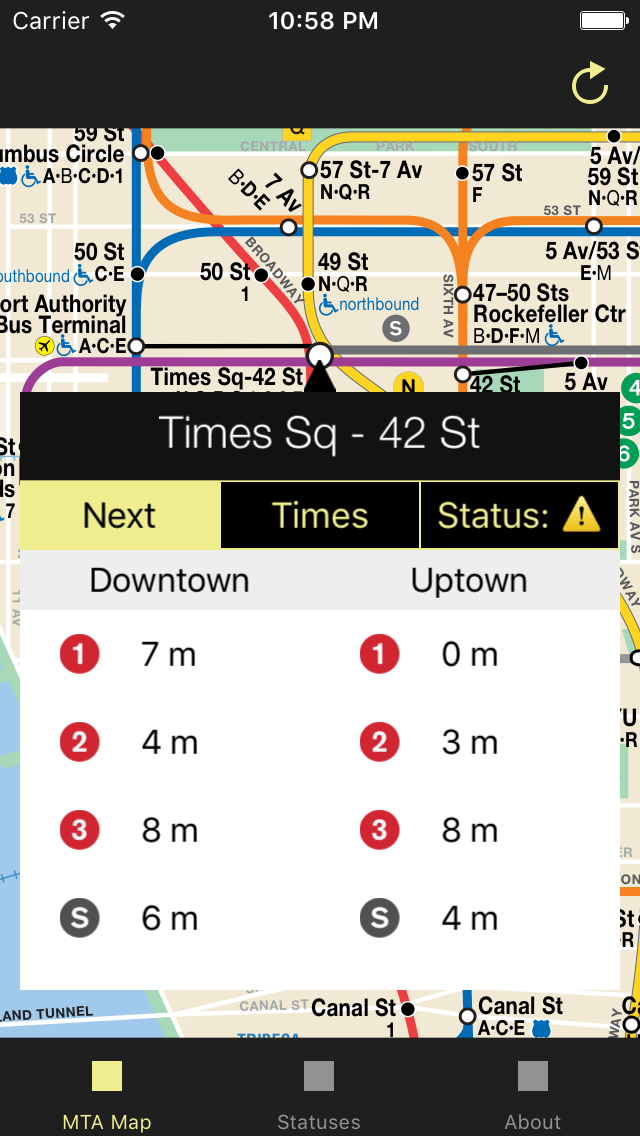 Carrier 10:58 PM
59 St
Columbus Circle
A·B·C·D·1
CENTRAL PARK SOUTH
57 St-7 Av
N·Q·R
57 St
F
5 Av/
59 St
N·Q·R
7 Av
B·D·E
53 ST
53 ST
50 St
southbound C·E
BROADWAY
50 St
1
49 St
N·Q·R
northbound
5 Av/53 S
E·M
SIXTH AV
47–50 Sts
Rockefeller Ctr
B·D·F·M
S
ort Authority
Bus Terminal
A·C·E
Times Sq-42 St
N
42 St
5 Av
4
5
6
7
PARK AV S
11 AV
Times Sq - 42 St
Next Times Status:
Downtown Uptown
1 7 m 1 0 m
2 4 m 2 3 m
3 8 m 3 8 m
S 6 m S 4 m
LAND TUNNEL
CANAL ST
Canal St
1
Canal St
A·C·E
TRIBECA
MTA Map Statuses About